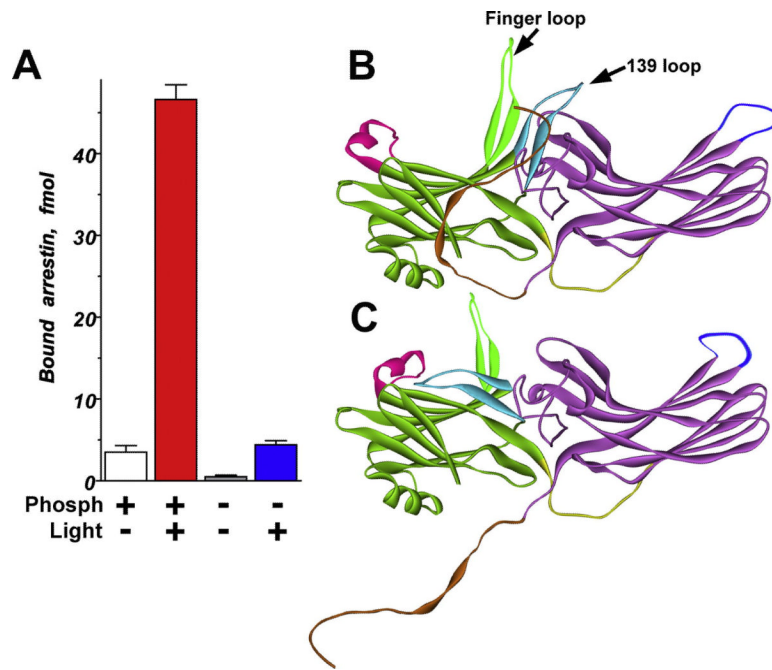 A
Bound arrestin, fmol
40
30
20
10
0
Phosph + + - -
Light - + - +
B
Finger loop
139 loop
C